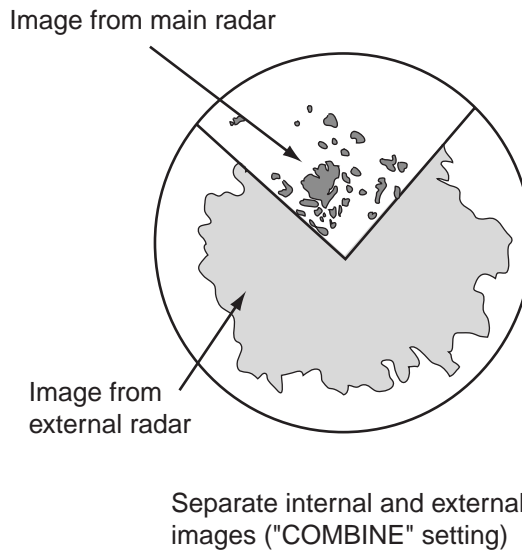 Image from main radar
Image from
external radar
Separate internal and external
images ("COMBINE" setting)